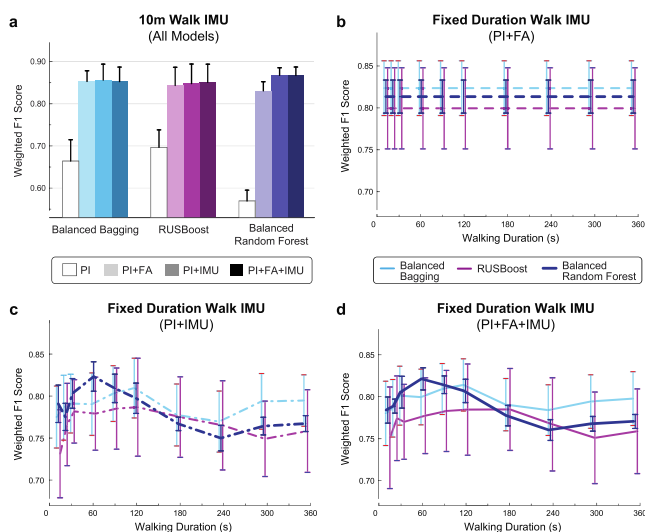 a
10m Walk IMU
(All Models)
Weighted F1 Score
0.90
0.80
0.70
0.60
Balanced Bagging
RUSBoost
Balanced
Random Forest
PI
PI+FA
PI+IMU
PI+FA+IMU
b
Fixed Duration Walk IMU
(PI+FA)
Weighted F1 Score
0.85
0.80
0.75
0.70
0 60 120 180 240 300 360
Walking Duration (s)
Balanced
Bagging
RUSBoost
Balanced
Random Forest
c
Fixed Duration Walk IMU
(PI+IMU)
Weighted F1 Score
0.85
0.80
0.75
0.70
0 60 120 180 240 300 360
Walking Duration (s)
d
Fixed Duration Walk IMU
(PI+FA+IMU)
Weighted F1 Score
0.85
0.80
0.75
0.70
0 60 120 180 240 300 360
Walking Duration (s)